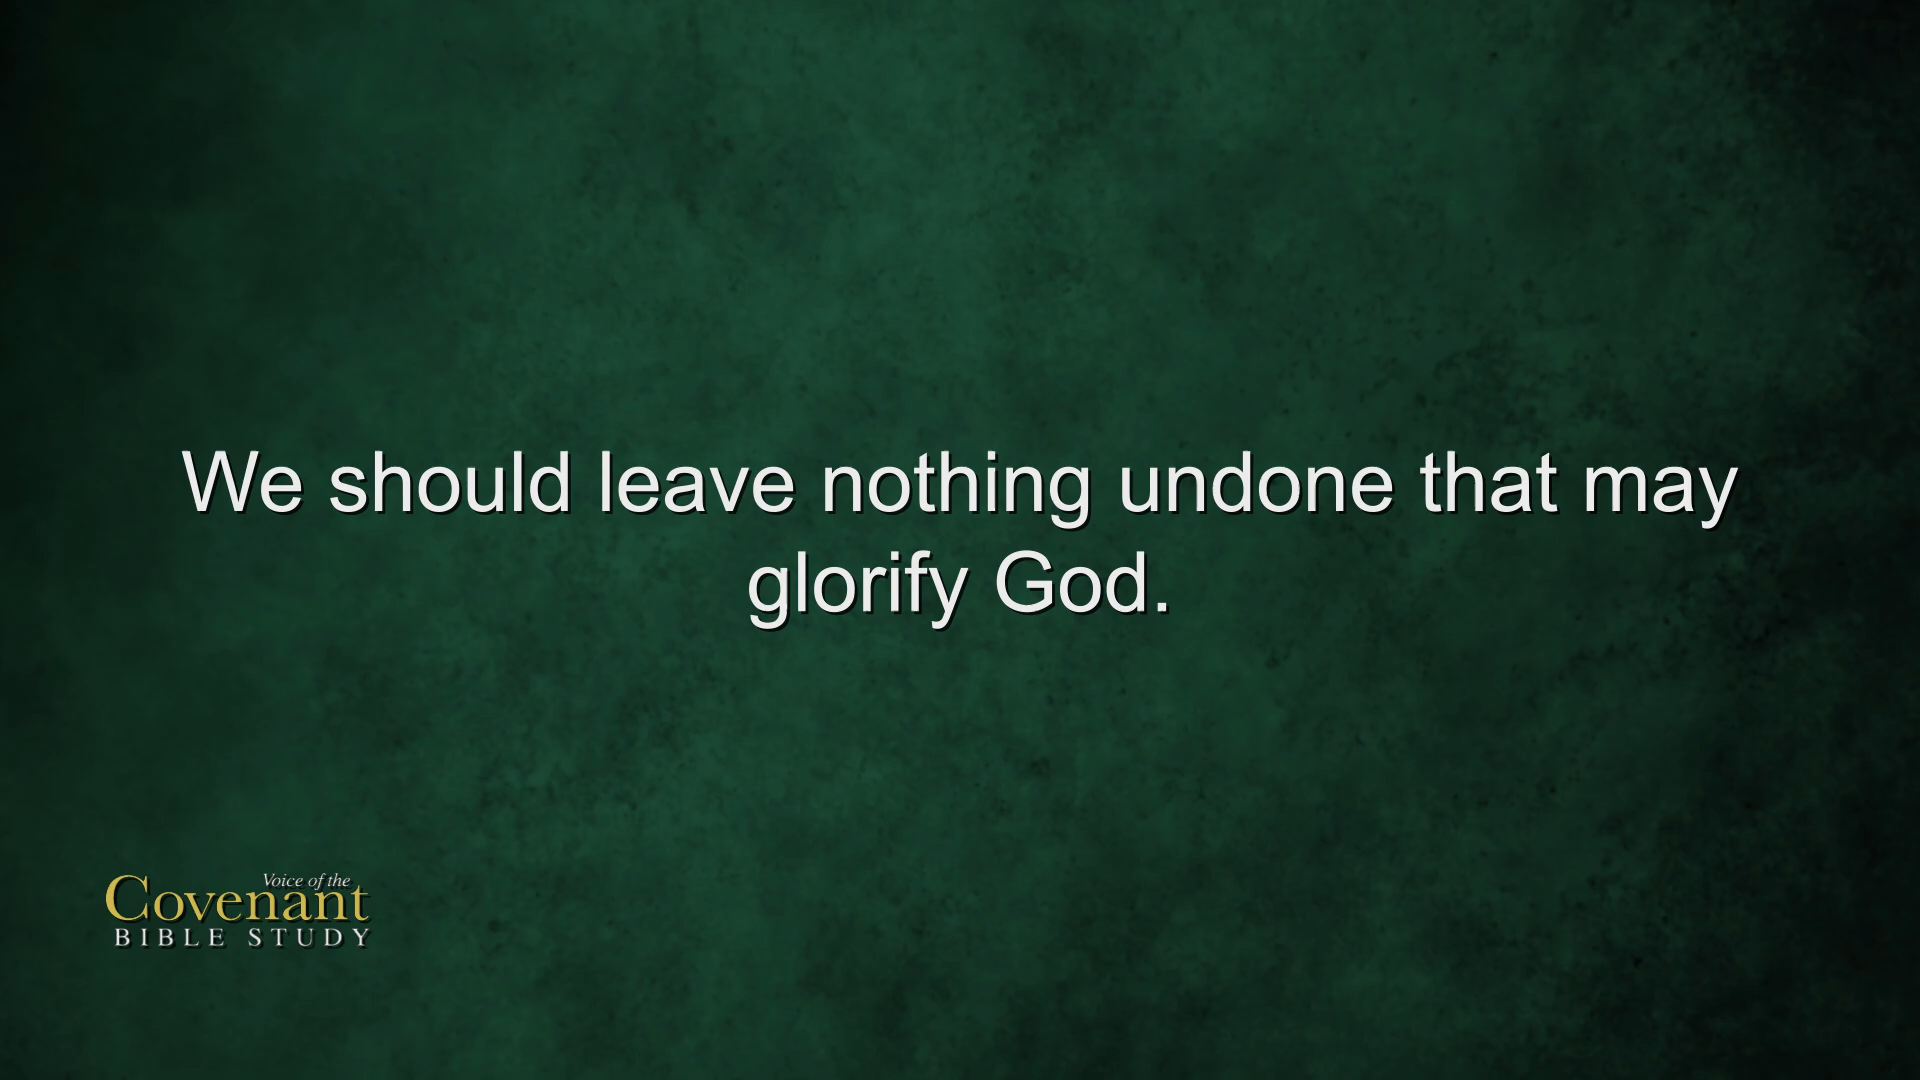 We should leave nothing undone that may
glorify God.
Voice of the
Covenant
BIBLE STUDY